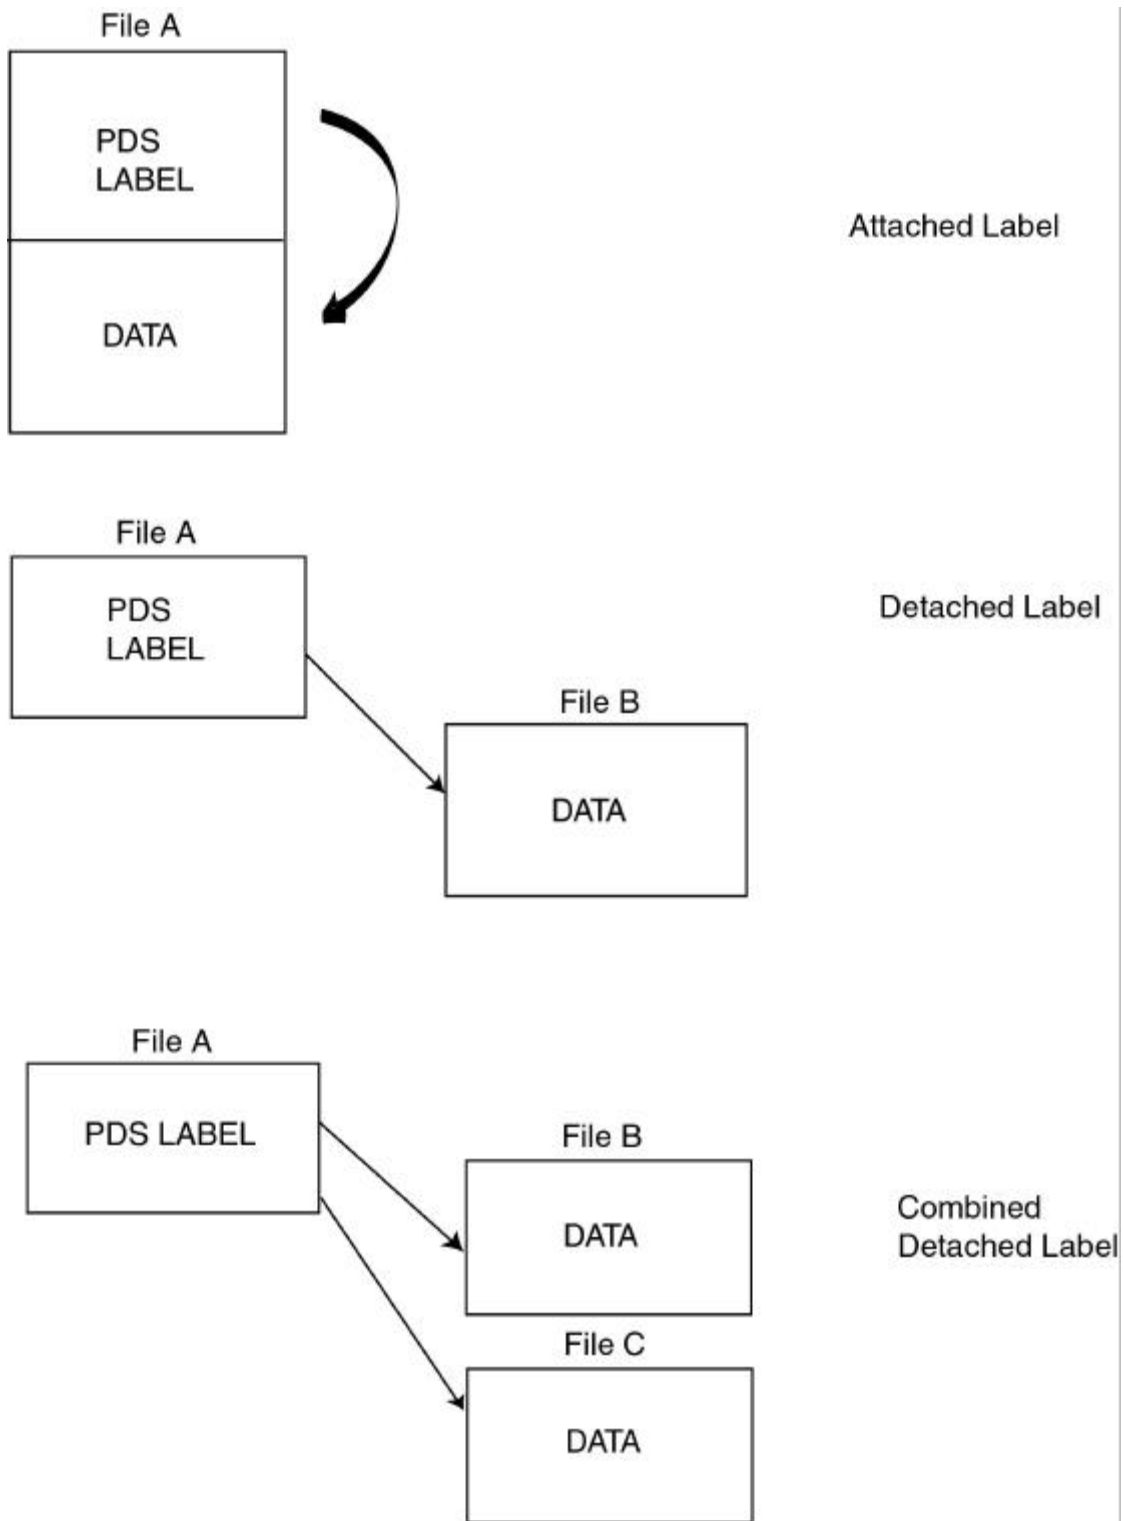 File A
PDS
LABEL
DATA
Attached Label
File A
PDS
LABEL
Detached Label
File B
DATA
File A
PDS LABEL
File B
DATA
Combined
Detached Label
File C
DATA